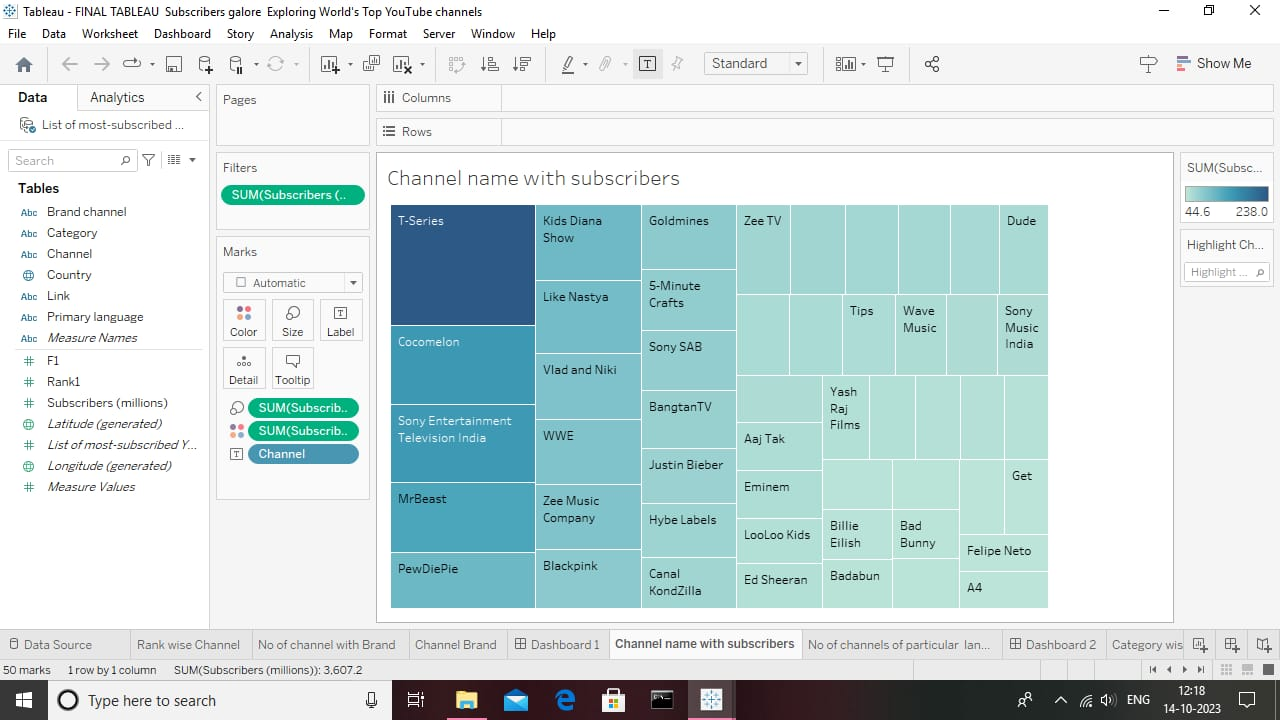 Tableau - FINAL TABLEAU  Subscribers galore  Exploring World's Top YouTube channels
File Data Worksheet Dashboard Story Analysis Map Format Server Window Help
Standard
Show Me
Data Analytics
List of most-subscribed ...
Search
Tables
Abc Brand channel
Abc Category
Abc Channel
Country
Abc Link
Abc Primary language
Abc Measure Names
F1
Rank1
Subscribers (millions)
Latitude (generated)
List of most-subscribed Y...
Longitude (generated)
Measure Values
Pages
Filters
SUM(Subscribers (..
Marks
Automatic
Color Size Label
Detail Tooltip
SUM(Subscrib..
SUM(Subscrib..
Channel
Columns
Rows
Channel name with subscribers
T-Series
Cocomelon
Sony Entertainment
Television India
MrBeast
PewDiePie
Kids Diana
Show
Like Nastya
Vlad and Niki
WWE
Zee Music
Company
Blackpink
Goldmines
5-Minute
Crafts
Sony SAB
BangtanTV
Justin Bieber
Hybe Labels
Canal
KondZilla
Zee TV
Dude
Tips
Wave
Music
Sony
Music
India
Aaj Tak
Eminem
LooLoo Kids
Ed Sheeran
Yash
Raj
Films
Billie
Eilish
Badabun
Bad
Bunny
Get
Felipe Neto
A4
SUM(Subsc...
44.6 238.0
Highlight Ch...
Highlight ...
Data Source
Rank wise Channel
No of channel with Brand
Channel Brand
Dashboard 1
Channel name with subscribers
No of channels of particular  lan...
Dashboard 2
Category wis
50 marks 1 row by 1 column SUM(Subscribers (millions)): 3,607.2
Type here to search
ENG
12:18
14-10-2023